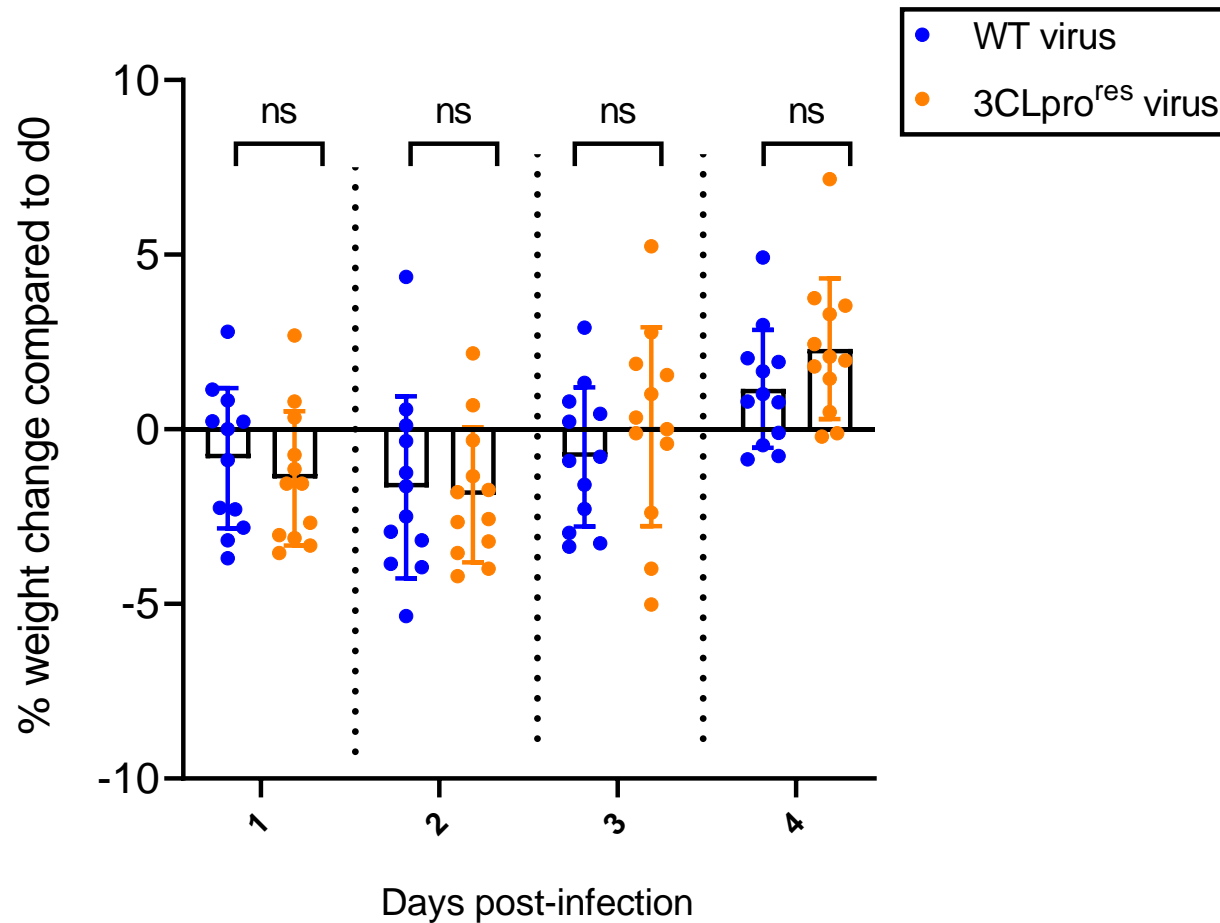 WT virus
3CLpro^res virus
10
ns ns ns ns
5
0
-5
-10
% weight change compared to d0
1 2 3 4
Days post-infection